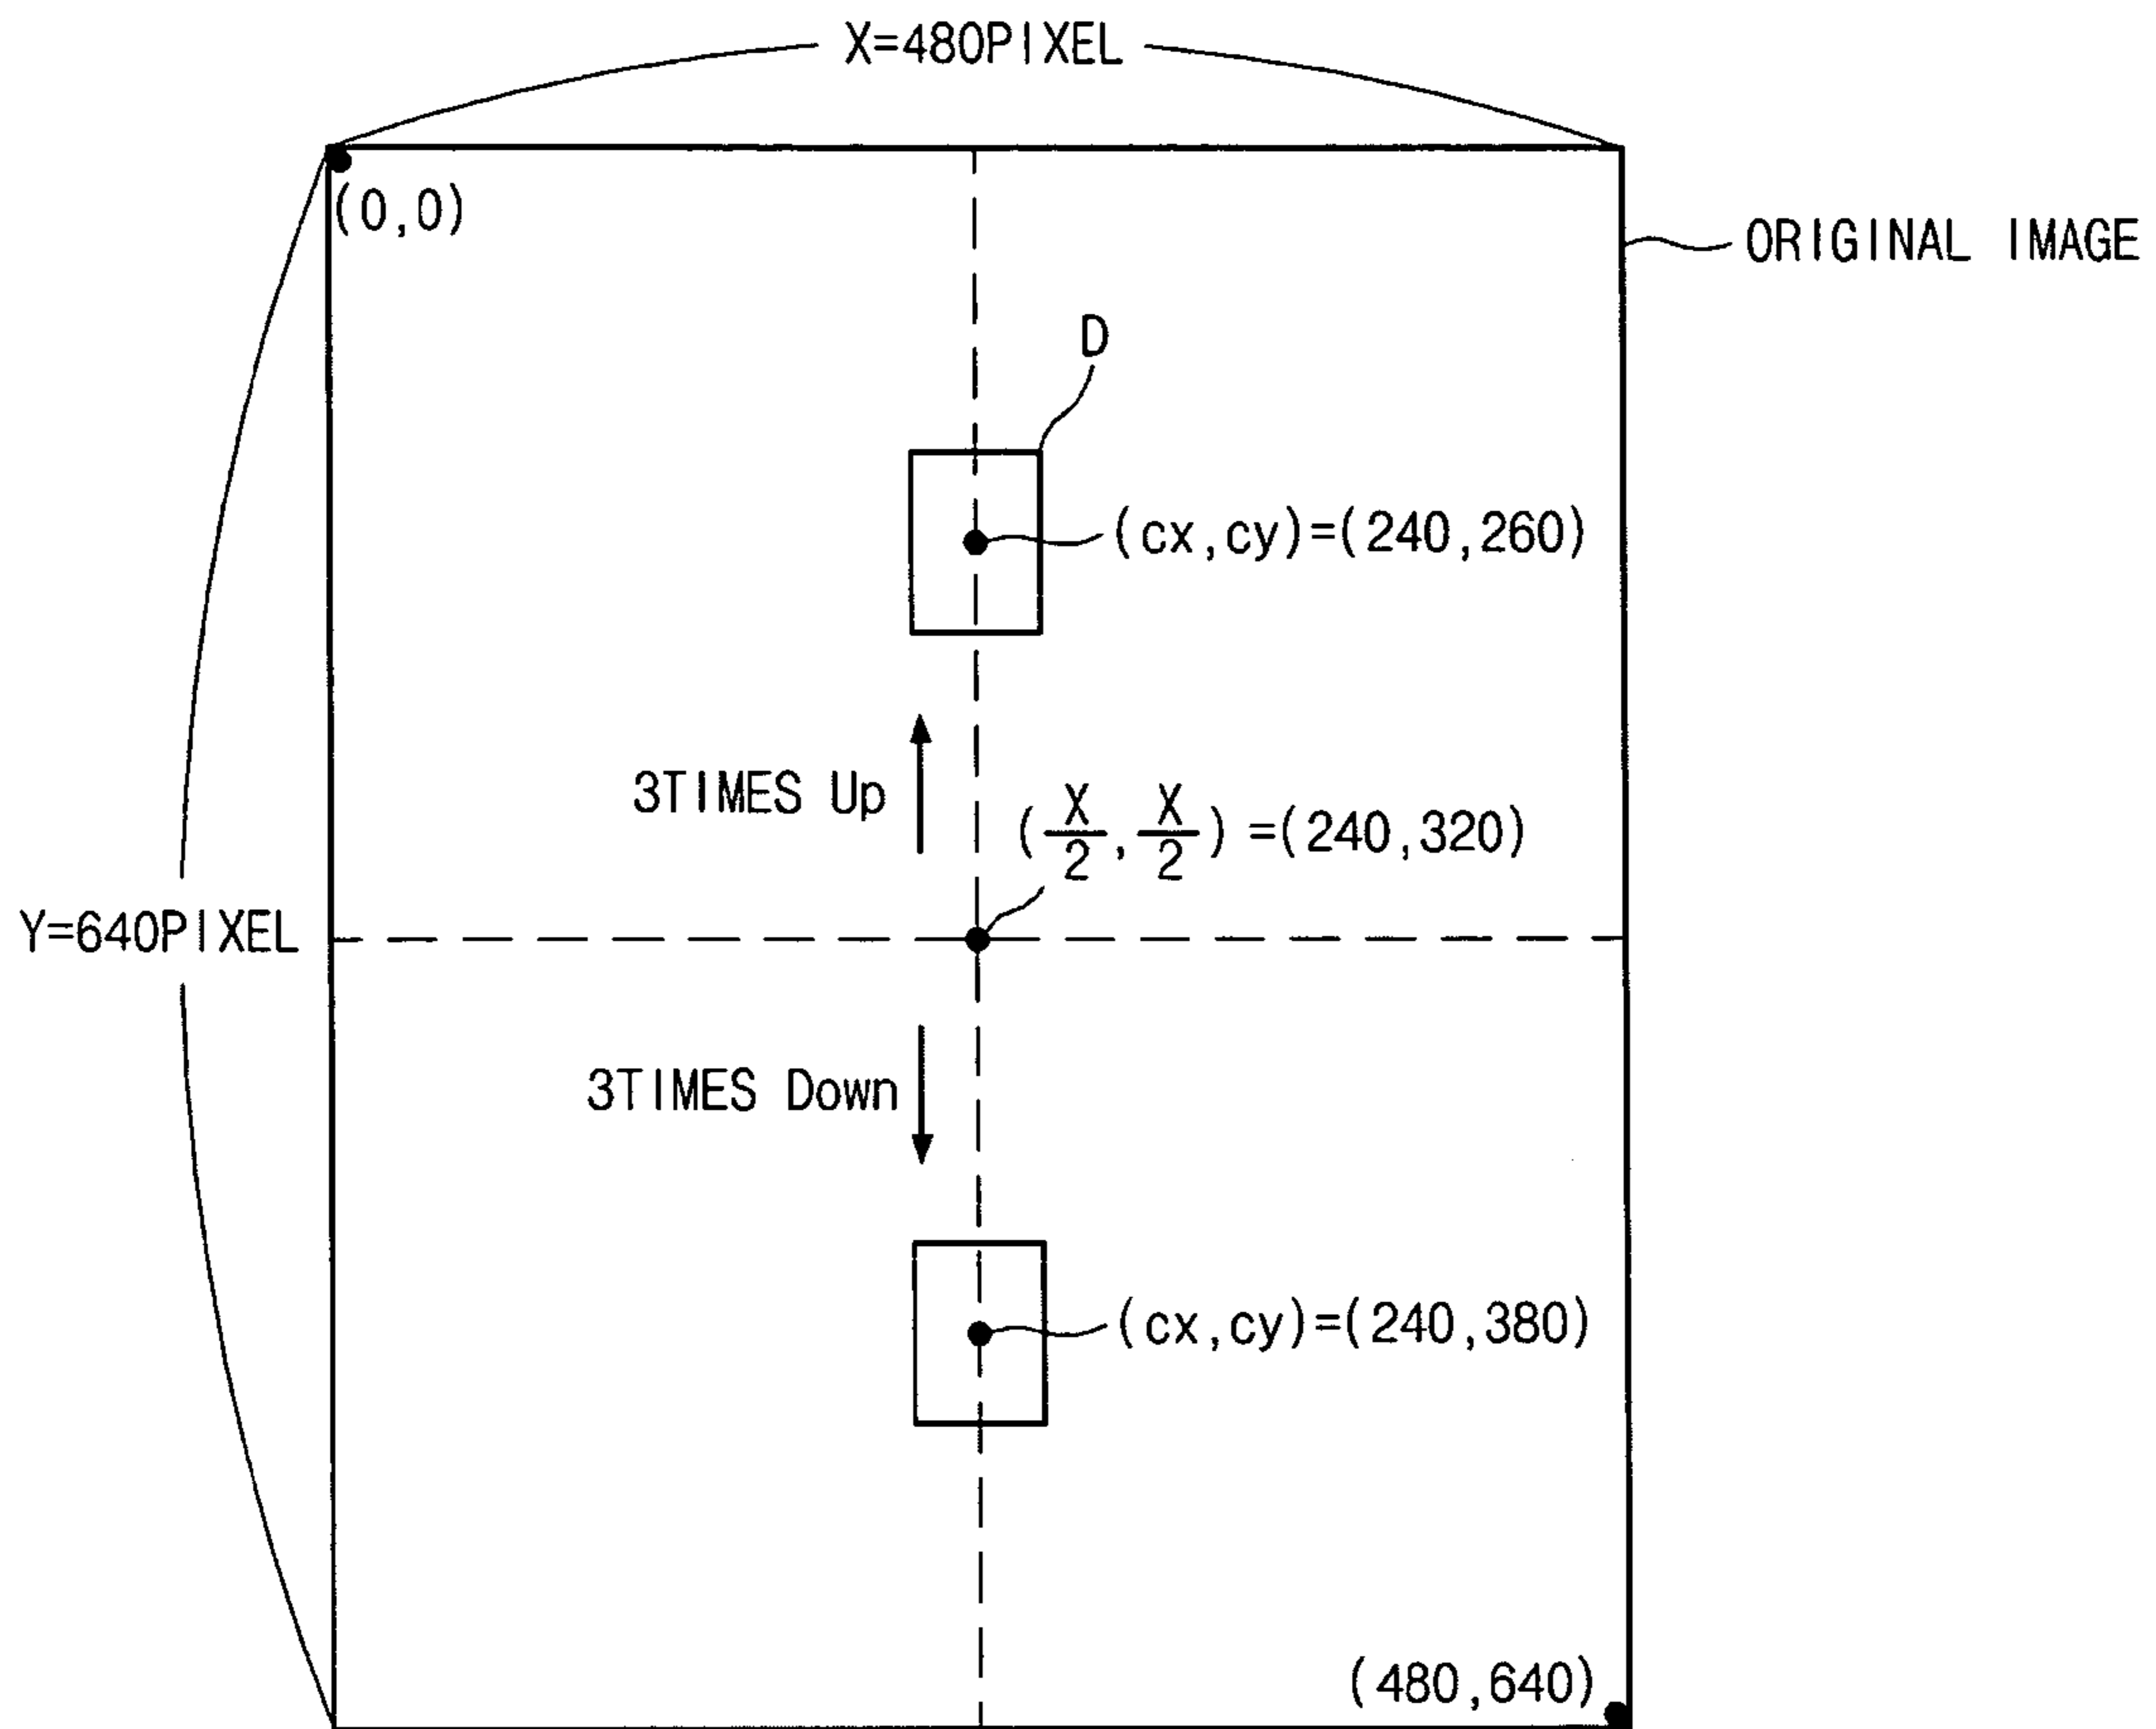 X=480PIXEL
(0,0)
ORIGINAL IMAGE
D
(cx,cy)=(240,260)
3TIMES Up
(X/2,X/2)=(240,320)
Y=640PIXEL
3TIMES Down
(cx,cy)=(240,380)
(480,640)